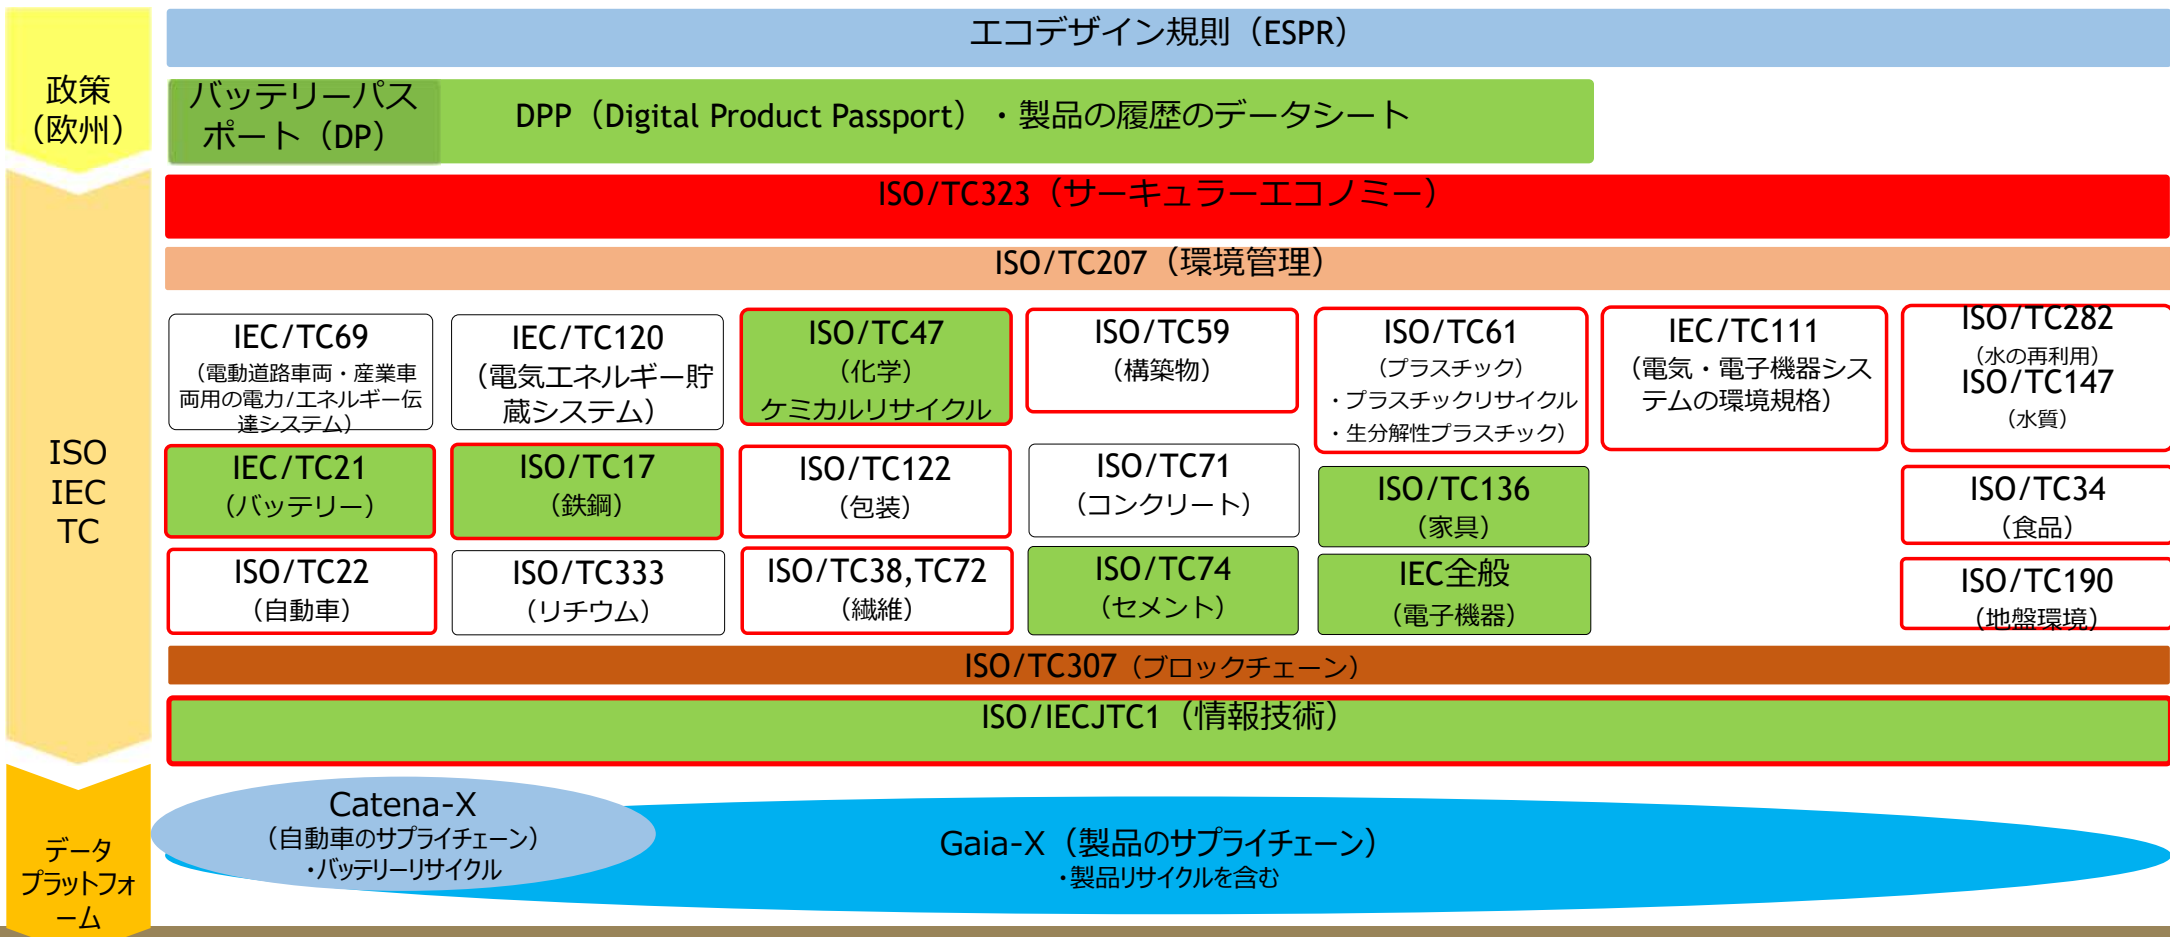 政策
（欧州）
エコデザイン規則（ESPR）
バッテリーパス
ポート（DP）
DPP（Digital Product Passport）・製品の履歴のデータシート
ISO
IEC
TC
ISO/TC323（サーキュラーエコノミー）
ISO/TC207（環境管理）
IEC/TC69
（電動道路車両・産業車
両用の電力/エネルギー伝
達システム）
IEC/TC120
（電気エネルギー貯
蔵システム）
ISO/TC47
（化学）
ケミカルリサイクル
ISO/TC59
（構築物）
ISO/TC61
（プラスチック）
・プラスチックリサイクル
・生分解性プラスチック）
IEC/TC111
（電気・電子機器シス
テムの環境規格）
ISO/TC282
（水の再利用）
ISO/TC147
（水質）
IEC/TC21
（バッテリー）
ISO/TC17
（鉄鋼）
ISO/TC122
（包装）
ISO/TC71
（コンクリート）
ISO/TC136
（家具）
ISO/TC34
（食品）
ISO/TC22
（自動車）
ISO/TC333
（リチウム）
ISO/TC38,TC72
（繊維）
ISO/TC74
（セメント）
IEC全般
（電子機器）
ISO/TC190
（地盤環境）
ISO/TC307（ブロックチェーン）
ISO/IECJTC1（情報技術）
データ
プラットフォ
ーム
Catena-X
（自動車のサプライチェーン）
・バッテリーリサイクル
Gaia-X（製品のサプライチェーン）
・製品リサイクルを含む